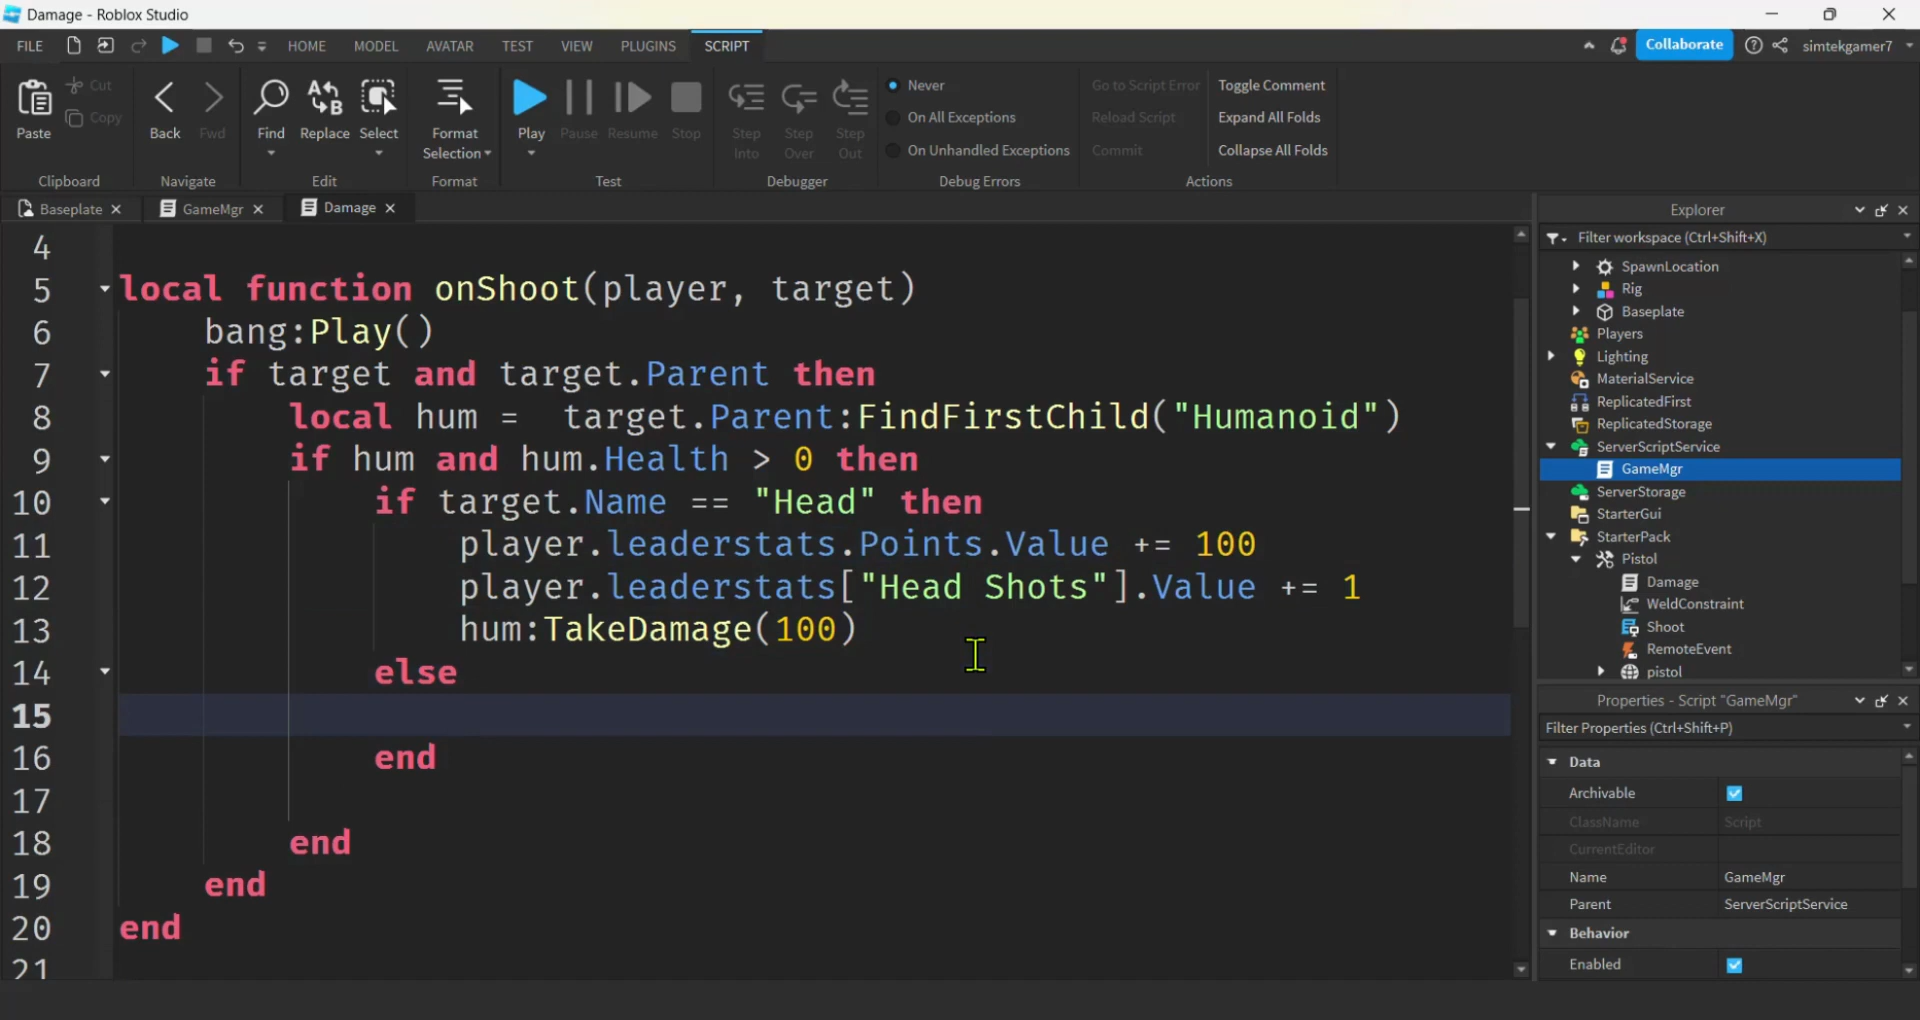 Damage - Roblox Studio
FILE HOME MODEL AVATAR TEST VIEW PLUGINS SCRIPT Collaborate simtekgamer7
Paste Cut Copy Back Fwd Find Replace Select Format Selection Play Pause Resume Stop Step Into Step Over Step Out
Never
On All Exceptions
On Unhandled Exceptions
Go to Script Error
Reload Script
Commit
Toggle Comment
Expand All Folds
Collapse All Folds
Clipboard Navigate Edit Format Test Debugger Debug Errors Actions
Baseplate GameMgr Damage
4
5 local function onShoot(player, target)
6 bang:Play()
7 if target and target.Parent then
8 local hum =  target.Parent:FindFirstChild("Humanoid")
9 if hum and hum.Health > 0 then
10 if target.Name == "Head" then
11 player.leaderstats.Points.Value += 100
12 player.leaderstats["Head Shots"].Value += 1
13 hum:TakeDamage(100)
14 else
15
16 end
17
18 end
19 end
20 end
21
Explorer
Filter workspace (Ctrl+Shift+X)
SpawnLocation
Rig
Baseplate
Players
Lighting
MaterialService
ReplicatedFirst
ReplicatedStorage
ServerScriptService
GameMgr
ServerStorage
StarterGui
StarterPack
Pistol
Damage
WeldConstraint
Shoot
RemoteEvent
pistol
Properties - Script "GameMgr"
Filter Properties (Ctrl+Shift+P)
Data
Archivable
ClassName Script
CurrentEditor
Name GameMgr
Parent ServerScriptService
Behavior
Enabled